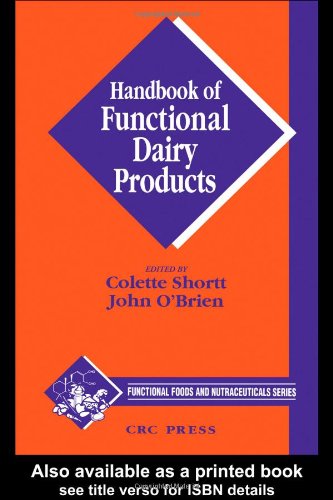 Handbook of
Functional
Dairy
Products
EDITED BY
Colette Shortt
John O'Brien
FUNCTIONAL FOODS AND NUTRACEUTICALS SERIES
CRC PRESS
Also available as a printed book
see title verso for ISBN details